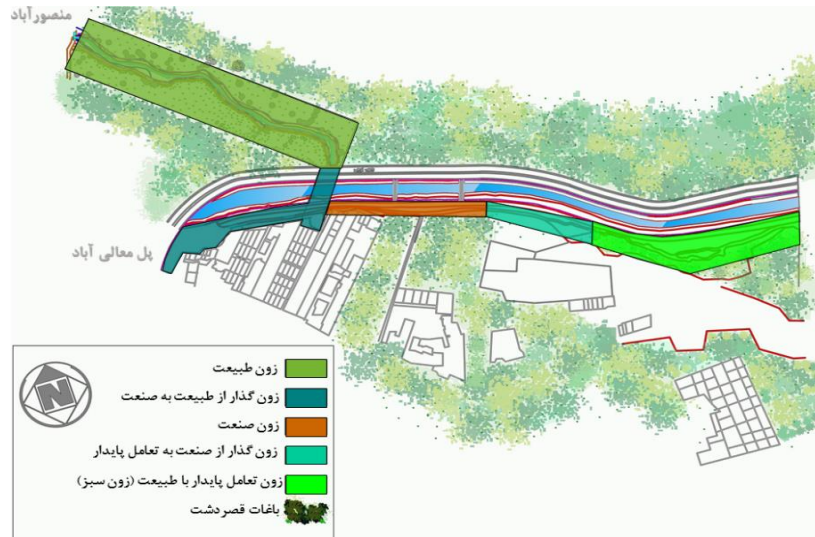 منصورآباد
پل معالی آباد
زون طبیعت
زون گذار از طبیعت به صنعت
زون صنعت
زون گذار از صنعت به تعامل پایدار
زون تعامل پایدار با طبیعت (زون سبز)
باغات قصردشت
N